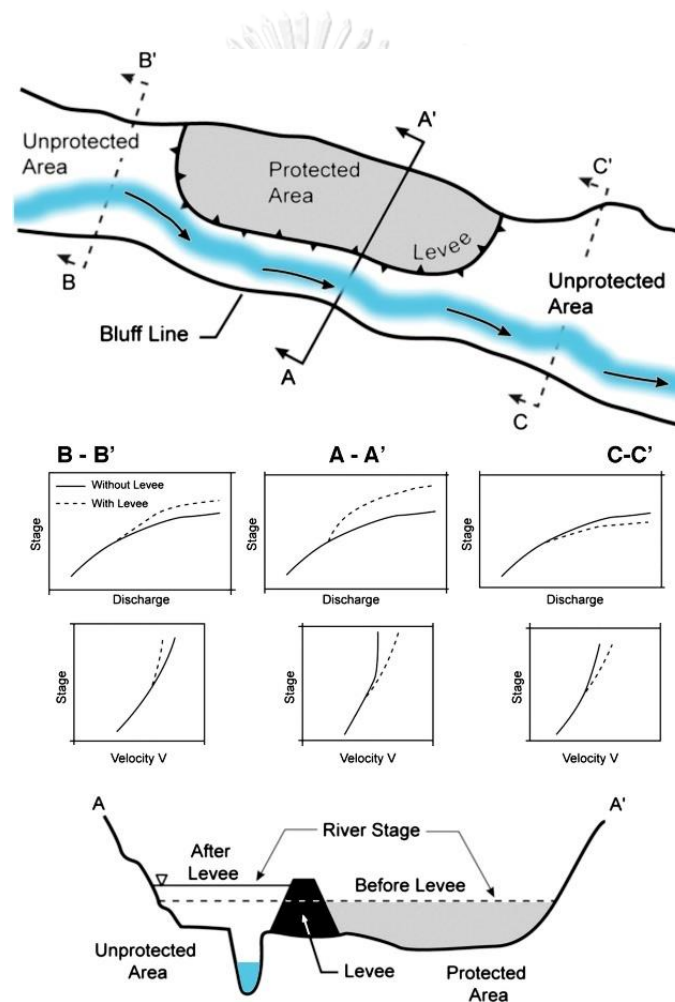 B'
Unprotected
Area
A'
Protected
Area
C'
Levee
B
Unprotected
Area
Bluff Line
A
C
B - B'
A - A'
C-C'
Without Levee
With Levee
Stage
Discharge
Stage
Discharge
Stage
Discharge
Stage
Velocity V
Stage
Velocity V
Stage
Velocity V
A
A'
River Stage
After
Levee
Before Levee
Unprotected
Area
Levee
Protected
Area